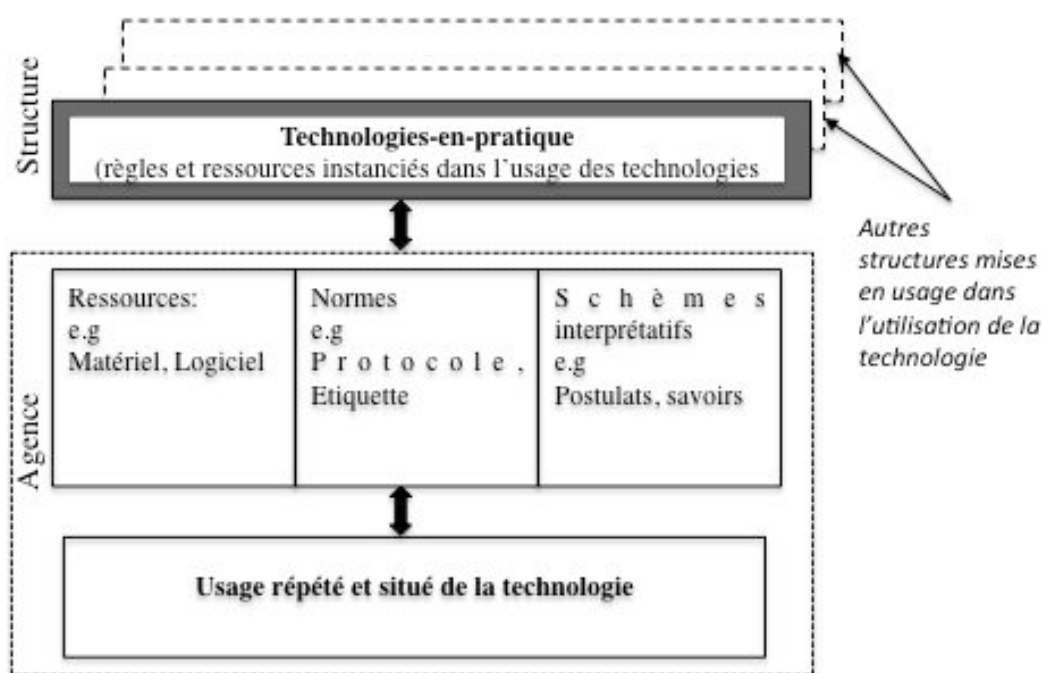 Structure
Technologies-en-pratique
(règles et ressources instanciés dans l'usage des technologies
Autres
structures mises
en usage dans
l'utilisation de la
technologie
Agence
Ressources:
e.g
Matériel, Logiciel
Normes
e.g
Protocole,
Etiquette
Schèmes
interprétatifs
e.g
Postulats, savoirs
Usage répété et situé de la technologie